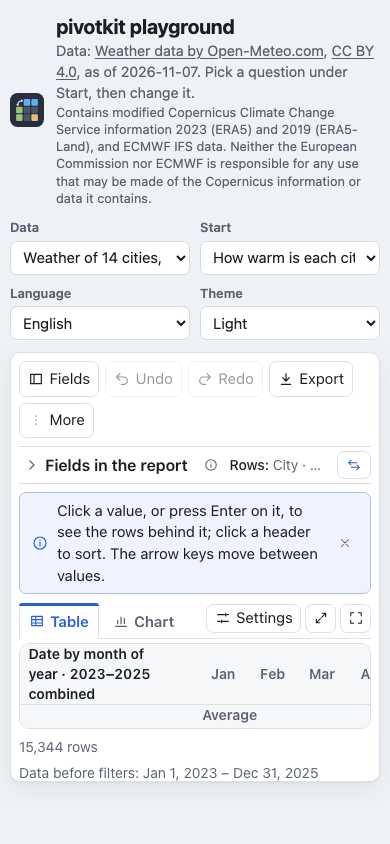 pivotkit playground
Data: Weather data by Open-Meteo.com, CC BY
4.0, as of 2026-11-07. Pick a question under
Start, then change it.
Contains modified Copernicus Climate Change
Service information 2023 (ERA5) and 2019 (ERA5-
Land), and ECMWF IFS data. Neither the European
Commission nor ECMWF is responsible for any use
that may be made of the Copernicus information or
data it contains.
Data Start
Weather of 14 cities, How warm is each cit
Language Theme
English Light
Fields Undo Redo Export
More
Fields in the report Rows: City · ...
Click a value, or press Enter on it, to
see the rows behind it; click a header
to sort. The arrow keys move between
values.
Table Chart Settings
Date by month of
year · 2023–2025
combined
Jan Feb Mar A
Average
15,344 rows
Data before filters: Jan 1, 2023 – Dec 31, 2025